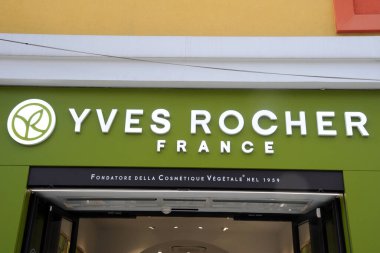 YVES ROCHER
FRANCE
FONDATORE DELLA COSMÉTIQUE VÉGÉTALE® NEL 1959